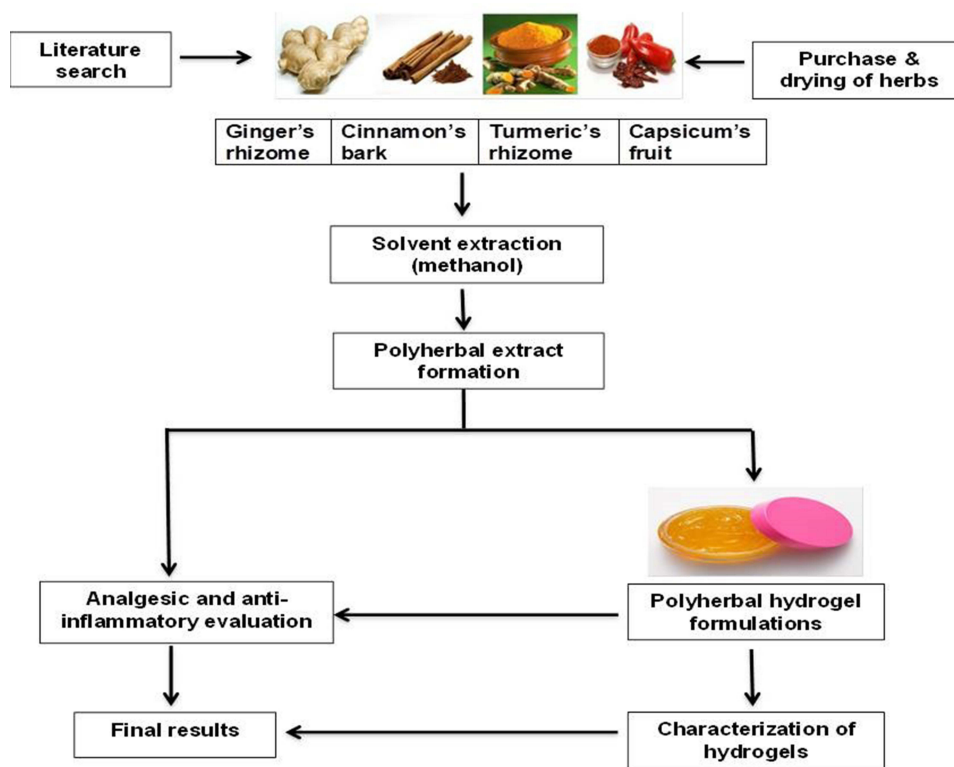 Literature
search
Purchase &
drying of herbs
Ginger's
rhizome
Cinnamon's
bark
Turmeric's
rhizome
Capsicum's
fruit
Solvent extraction
(methanol)
Polyherbal extract
formation
Analgesic and anti-
inflammatory evaluation
Polyherbal hydrogel
formulations
Final results
Characterization of
hydrogels